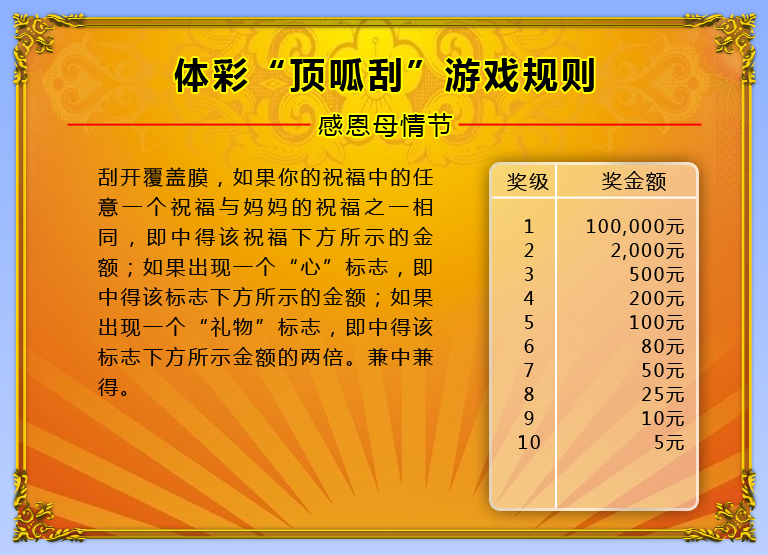 体彩“顶呱刮”游戏规则
感恩母情节
刮开覆盖膜，如果你的祝福中的任
意一个祝福与妈妈的祝福之一相
同，即中得该祝福下方所示的金
额；如果出现一个“心”标志，即
中得该标志下方所示的金额；如果
出现一个“礼物”标志，即中得该
标志下方所示金额的两倍。兼中兼
得。
奖级 奖金额
1 100,000元
2 2,000元
3 500元
4 200元
5 100元
6 80元
7 50元
8 25元
9 10元
10 5元